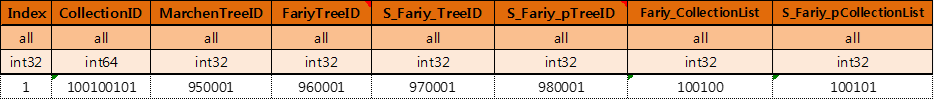 Index CollectionID MarchenTreeID FariyTreeID S_Fariy_TreeID S_Fariy_pTreeID Fariy_CollectionList S_Fariy_pCollectionList
all all all all all all all all
int32 int64 int32 int32 int32 int32 int32 int32
1 100100101 950001 960001 970001 980001 100100 100101